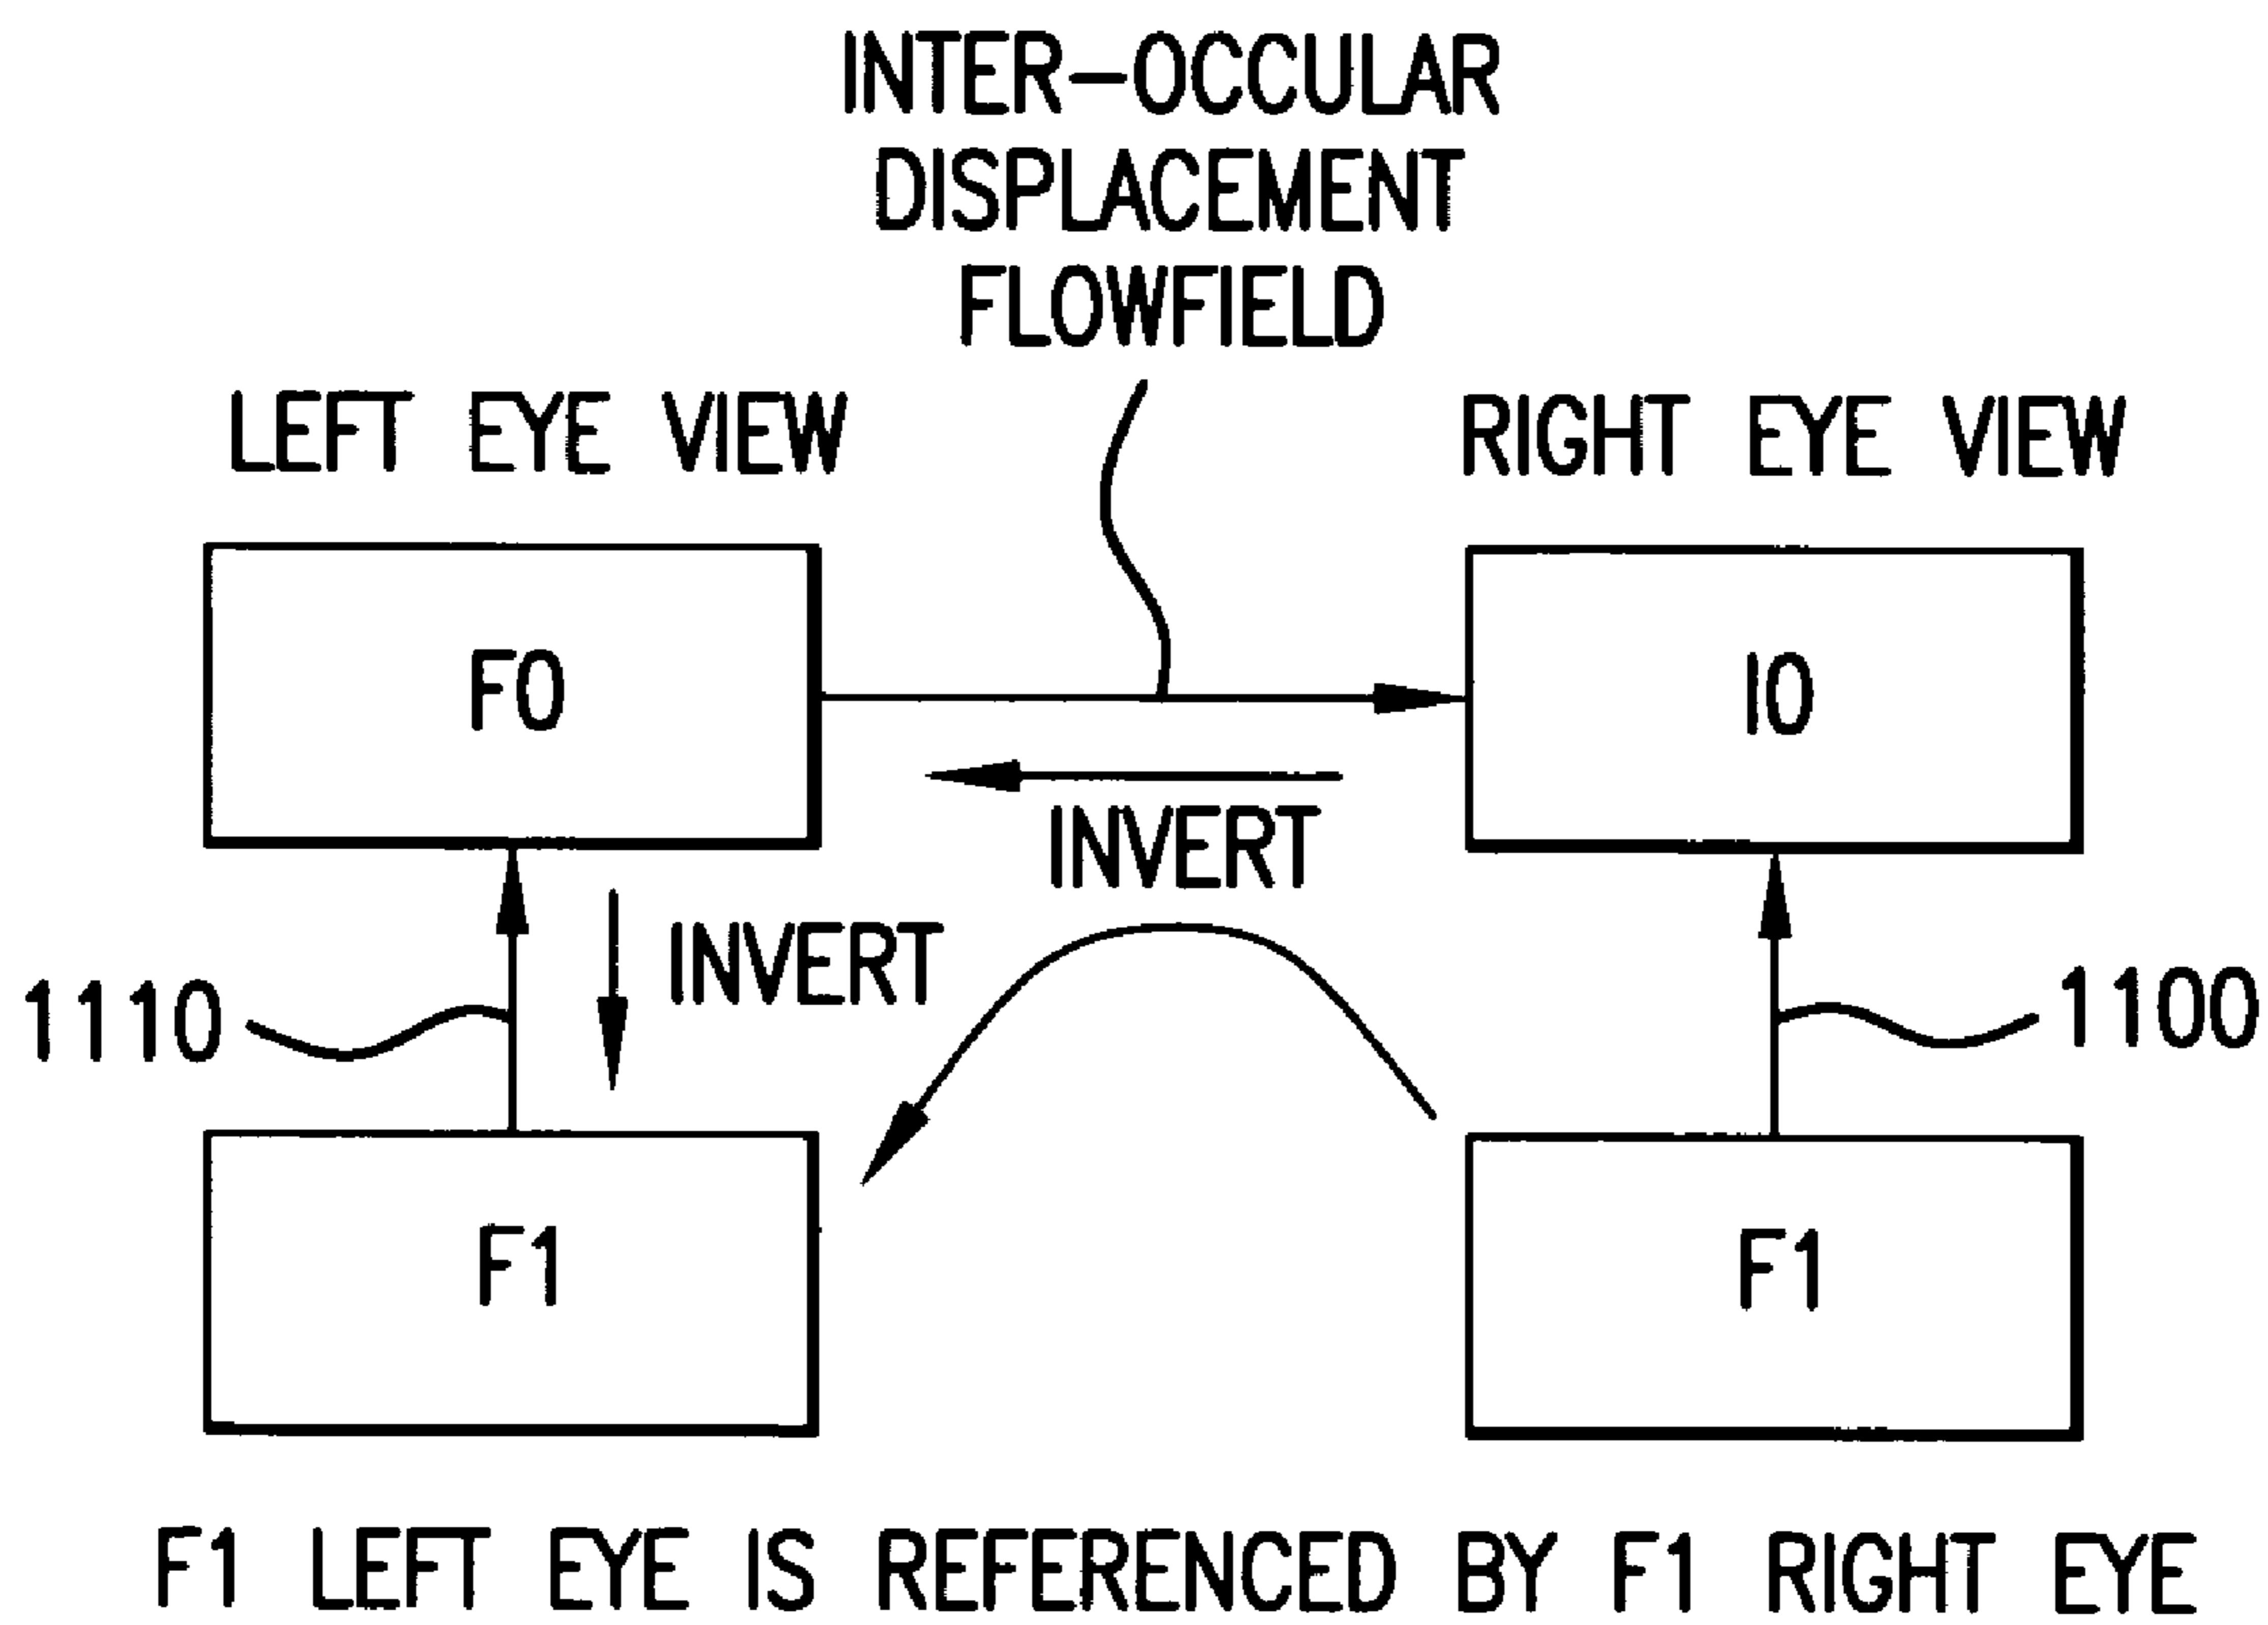 INTER-OCCULAR
DISPLACEMENT
FLOWFIELD
LEFT EYE VIEW
RIGHT EYE VIEW
F0
I0
INVERT
INVERT
1110
1100
F1
F1
F1 LEFT EYE IS REFERENCED BY F1 RIGHT EYE